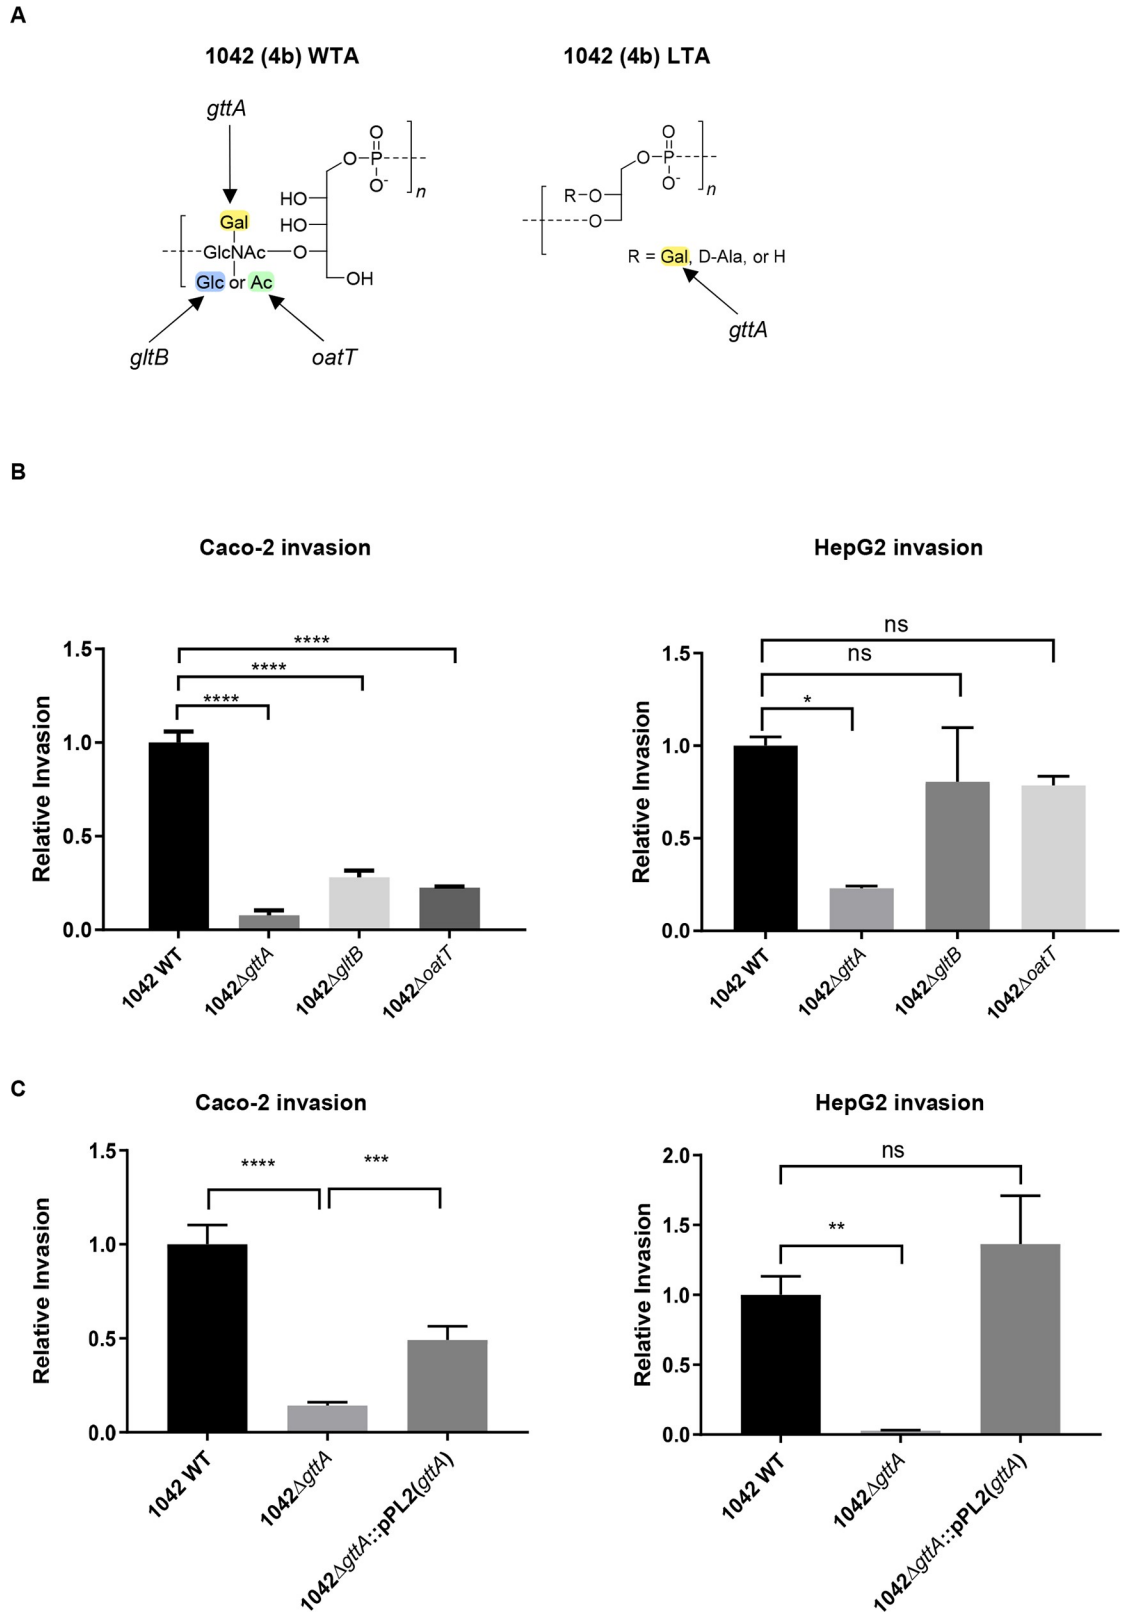 A
1042 (4b) WTA
1042 (4b) LTA
gttA
O
O P
O-
n
HO
HO
Gal
GlcNAc O
OH
Glc or Ac
gltB
oatT
O
O P
O-
n
R-O
O
R = Gal, D-Ala, or H
gttA
B
Caco-2 invasion
Relative Invasion
1.5
1.0
0.5
0.0
****
****
****
1042 WT
1042ΔgttA
1042ΔgltB
1042ΔoatT
HepG2 invasion
Relative Invasion
1.5
1.0
0.5
0.0
ns
ns
*
1042 WT
1042ΔgttA
1042ΔgltB
1042ΔoatT
C
Caco-2 invasion
Relative Invasion
1.5
1.0
0.5
0.0
****
***
1042 WT
1042ΔgttA
1042ΔgttA::pPL2(gttA)
HepG2 invasion
Relative Invasion
2.0
1.5
1.0
0.5
0.0
ns
**
1042 WT
1042ΔgttA
1042ΔgttA::pPL2(gttA)